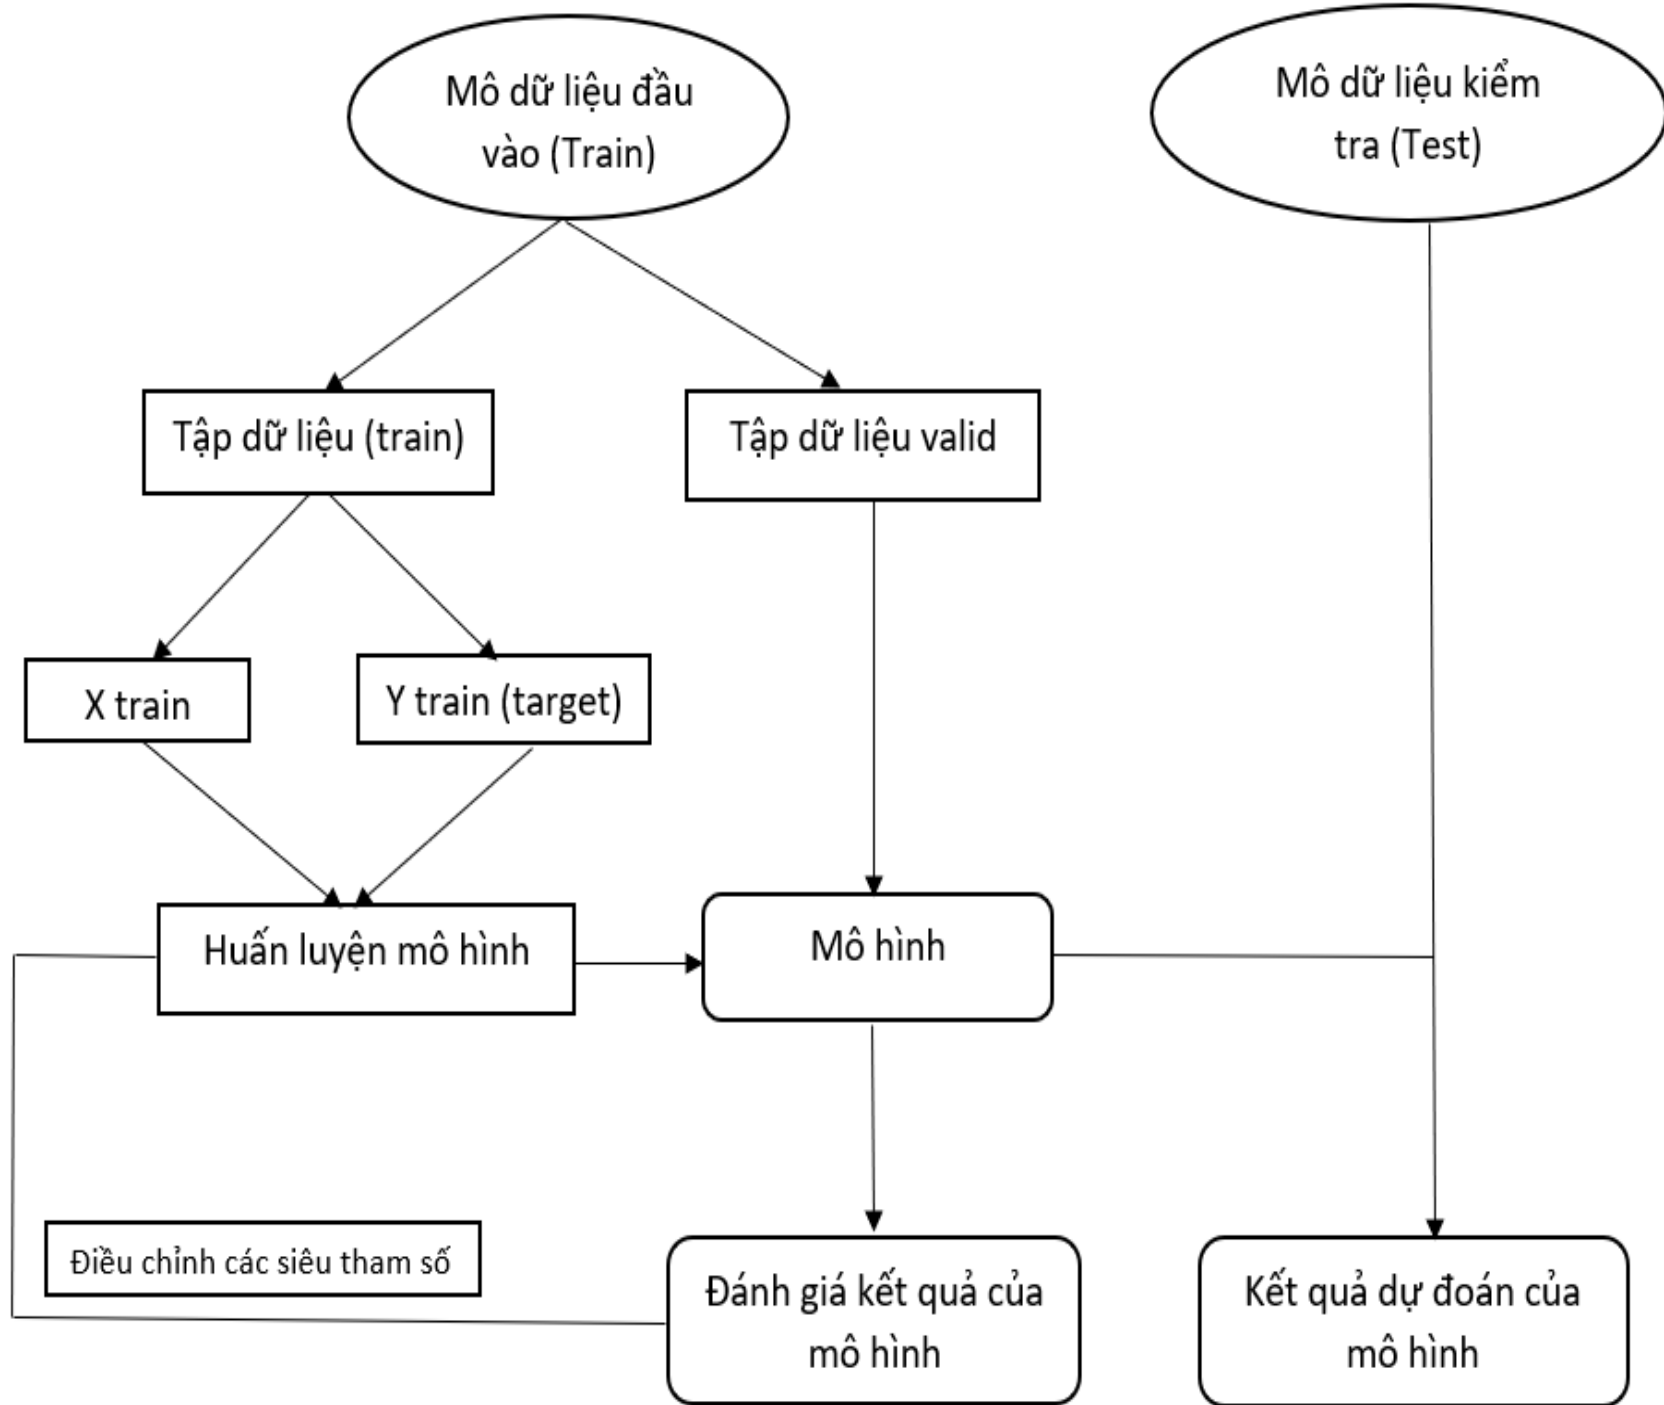 Mô dữ liệu đầu
vào (Train)
Mô dữ liệu kiểm
tra (Test)
Tập dữ liệu (train)
Tập dữ liệu valid
X train
Y train (target)
Huấn luyện mô hình
Mô hình
Điều chỉnh các siêu tham số
Đánh giá kết quả của
mô hình
Kết quả dự đoán của
mô hình